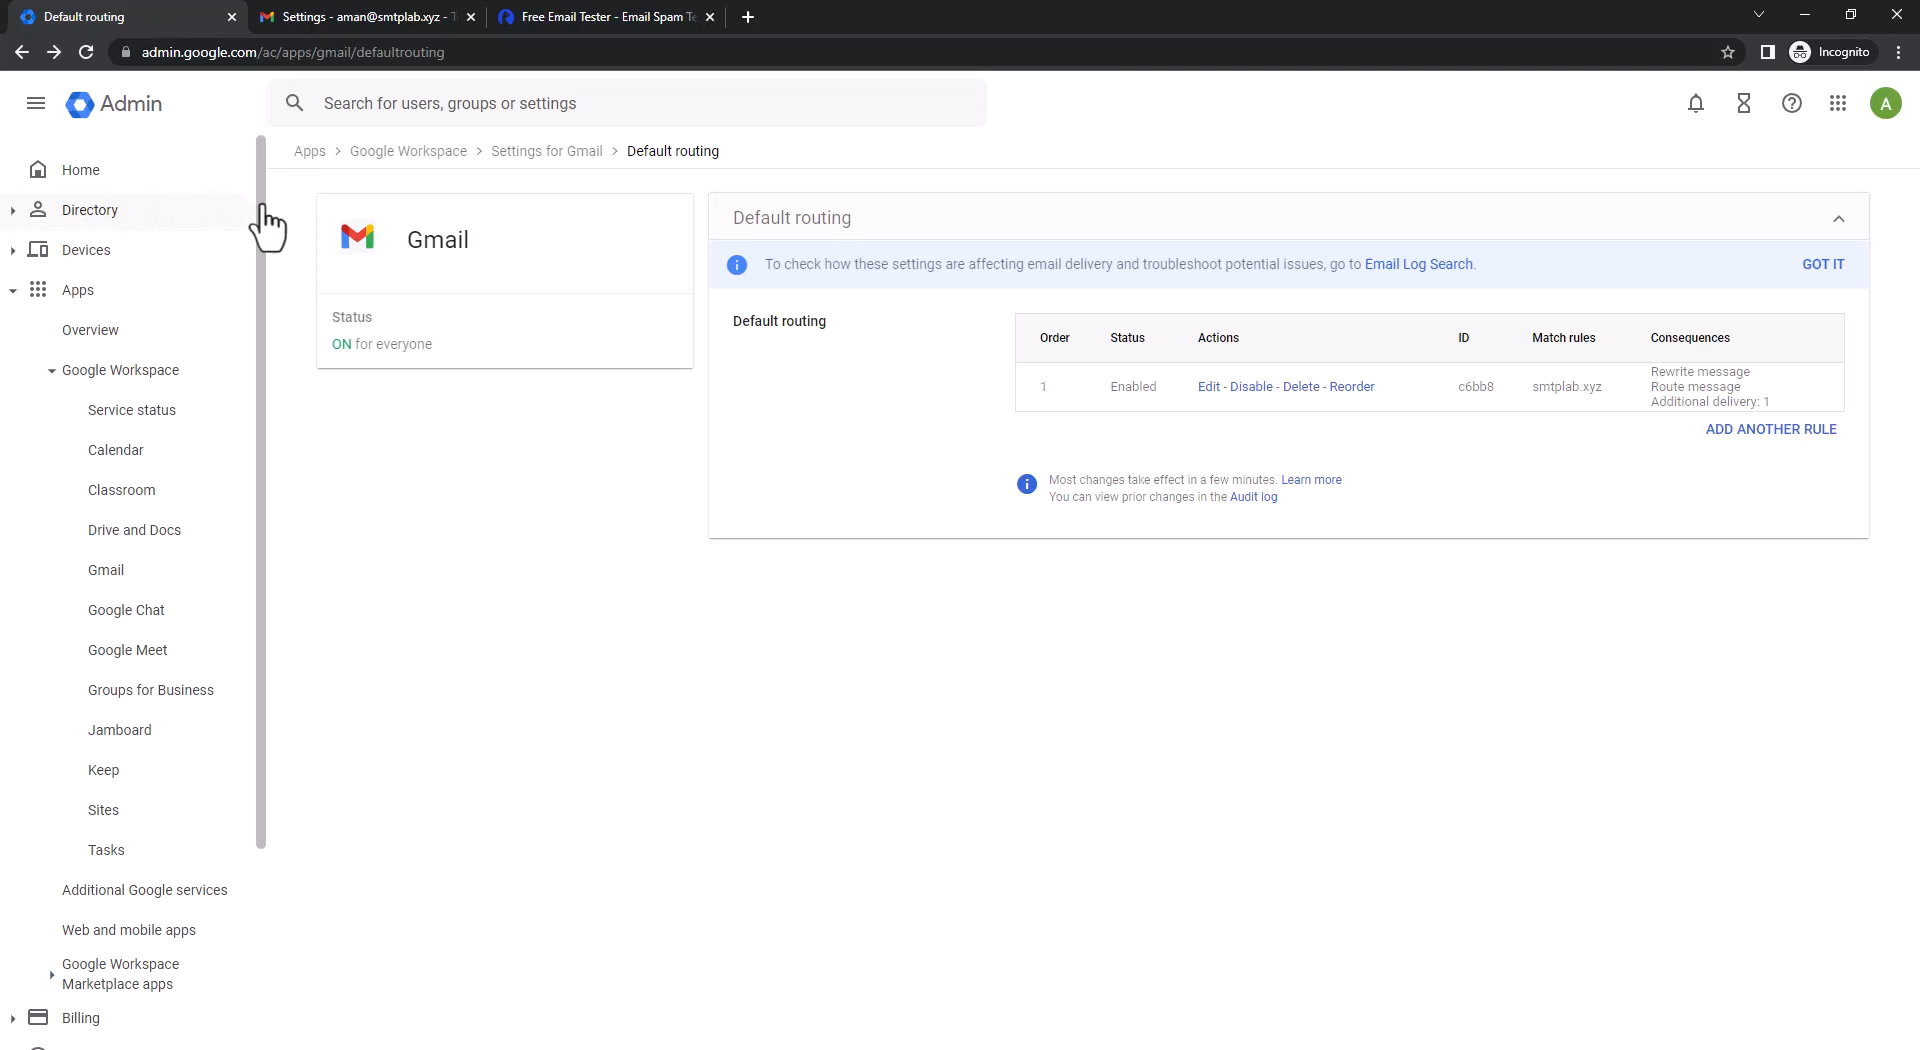 Default routing
Settings - aman@smtplab.xyz -
Free Email Tester - Email Spam
admin.google.com/ac/apps/gmail/defaultrouting
Incognito
Admin
Search for users, groups or settings
A
Apps > Google Workspace > Settings for Gmail > Default routing
Home
Directory
Devices
Apps
Overview
Google Workspace
Service status
Calendar
Classroom
Drive and Docs
Gmail
Google Chat
Google Meet
Groups for Business
Jamboard
Keep
Sites
Tasks
Additional Google services
Web and mobile apps
Google Workspace
Marketplace apps
Billing
Gmail
Status
ON for everyone
Default routing
To check how these settings are affecting email delivery and troubleshoot potential issues, go to Email Log Search.
GOT IT
Default routing
Order Status Actions ID Match rules Consequences
1 Enabled Edit - Disable - Delete - Reorder c6bb8 smtplab.xyz Rewrite message
Route message
Additional delivery: 1
ADD ANOTHER RULE
Most changes take effect in a few minutes. Learn more
You can view prior changes in the Audit log